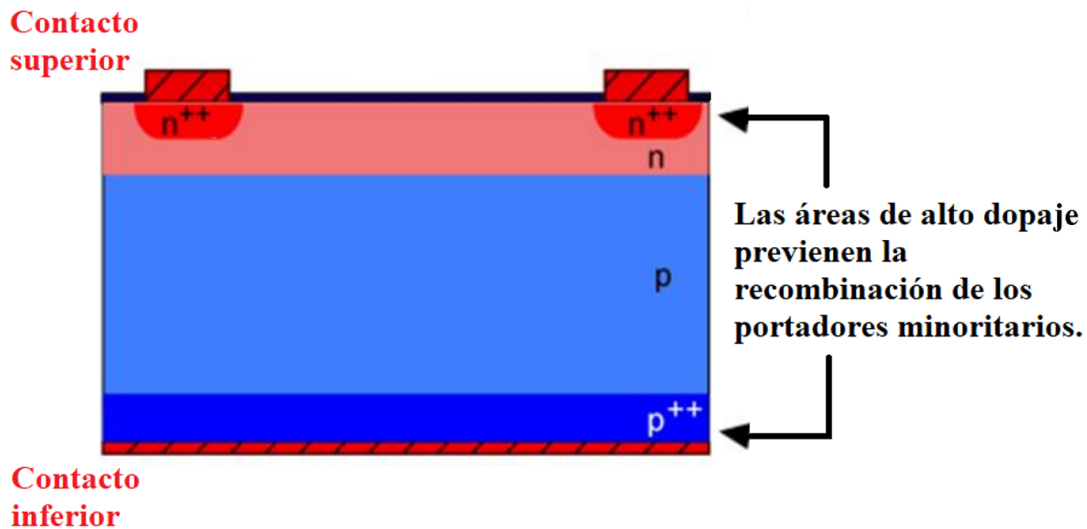 Contacto
superior
n++
n++
n
Las áreas de alto dopaje
previenen la
recombinación de los
portadores minoritarios.
p
p++
Contacto
inferior